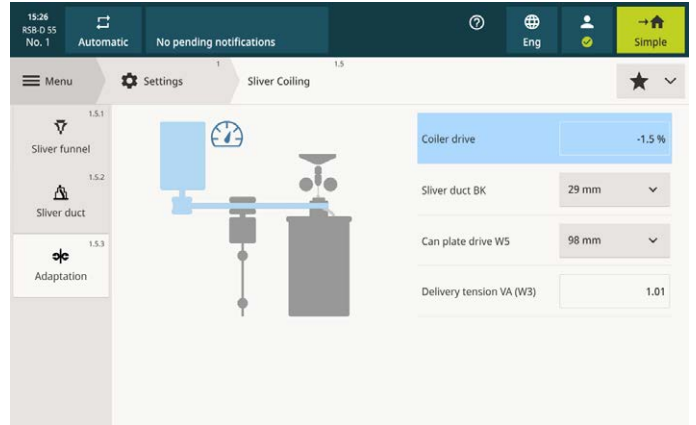 15:26
RSB-D 55
No. 1
Automatic
No pending notifications
Eng
Simple
Menu
Settings
1
Sliver Coiling
1.5
1.5.1
Sliver funnel
1.5.2
Sliver duct
1.5.3
Adaptation
Coiler drive
-1.5 %
Sliver duct BK
29 mm
Can plate drive W5
98 mm
Delivery tension VA (W3)
1.01